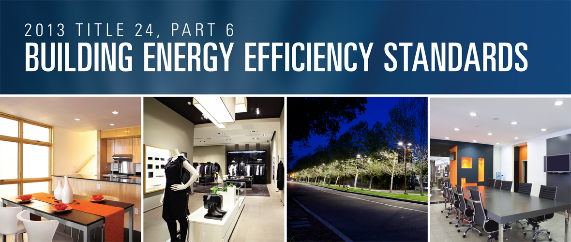 2013 TITLE 24, PART 6
BUILDING ENERGY EFFICIENCY STANDARDS